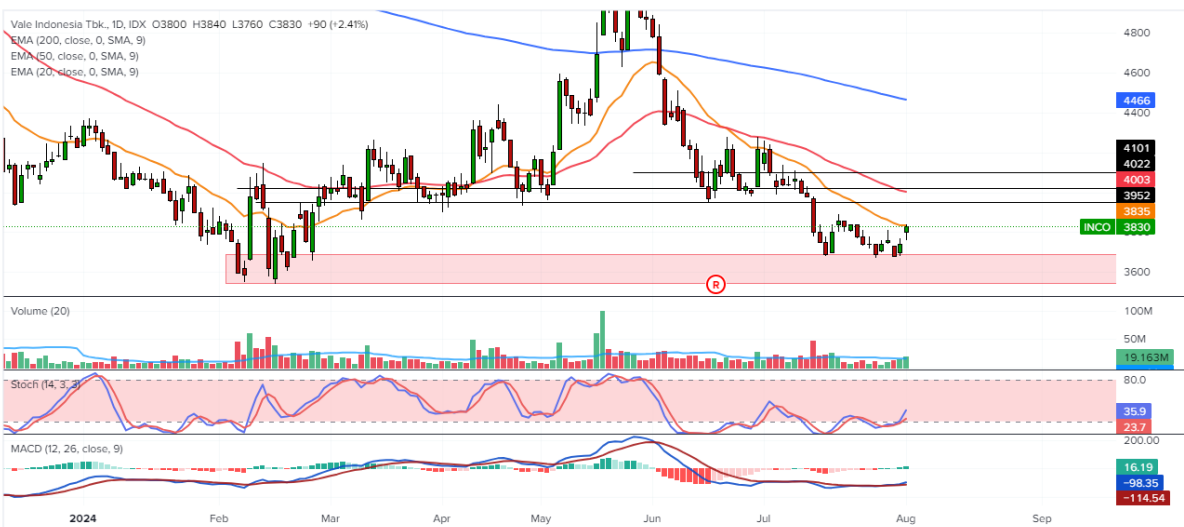 Vale Indonesia Tbk., 1D, IDX O3800 H3840 L3760 C3830 +90 (+2.41%)
EMA (200, close, 0, SMA, 9)
EMA (50, close, 0, SMA, 9)
EMA (20, close, 0, SMA, 9)
4800
4600
4466
4400
4101
4022
4003
3952
3835
INCO 3830
3600
R
Volume (20)
100M
50M
19.163M
Stoch (14, 3, 3)
80.0
35.9
23.7
MACD (12, 26, close, 9)
200.00
16.19
−98.35
−114.54
2024 Feb Mar Apr May Jun Jul Aug Sep